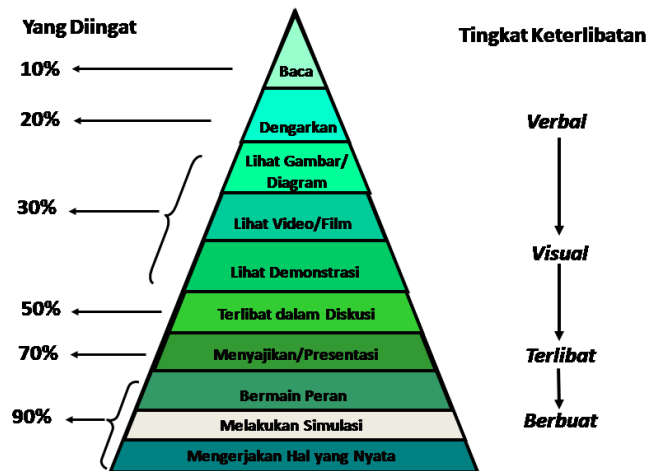 Yang Diingat
Tingkat Keterlibatan
10%
Baca
20%
Dengarkan
Verbal
Lihat Gambar/
Diagram
30%
Lihat Video/Film
Visual
Lihat Demonstrasi
50%
Terlibat dalam Diskusi
70%
Menyajikan/Presentasi
Terlibat
90%
Bermain Peran
Melakukan Simulasi
Berbuat
Mengerjakan Hal yang Nyata